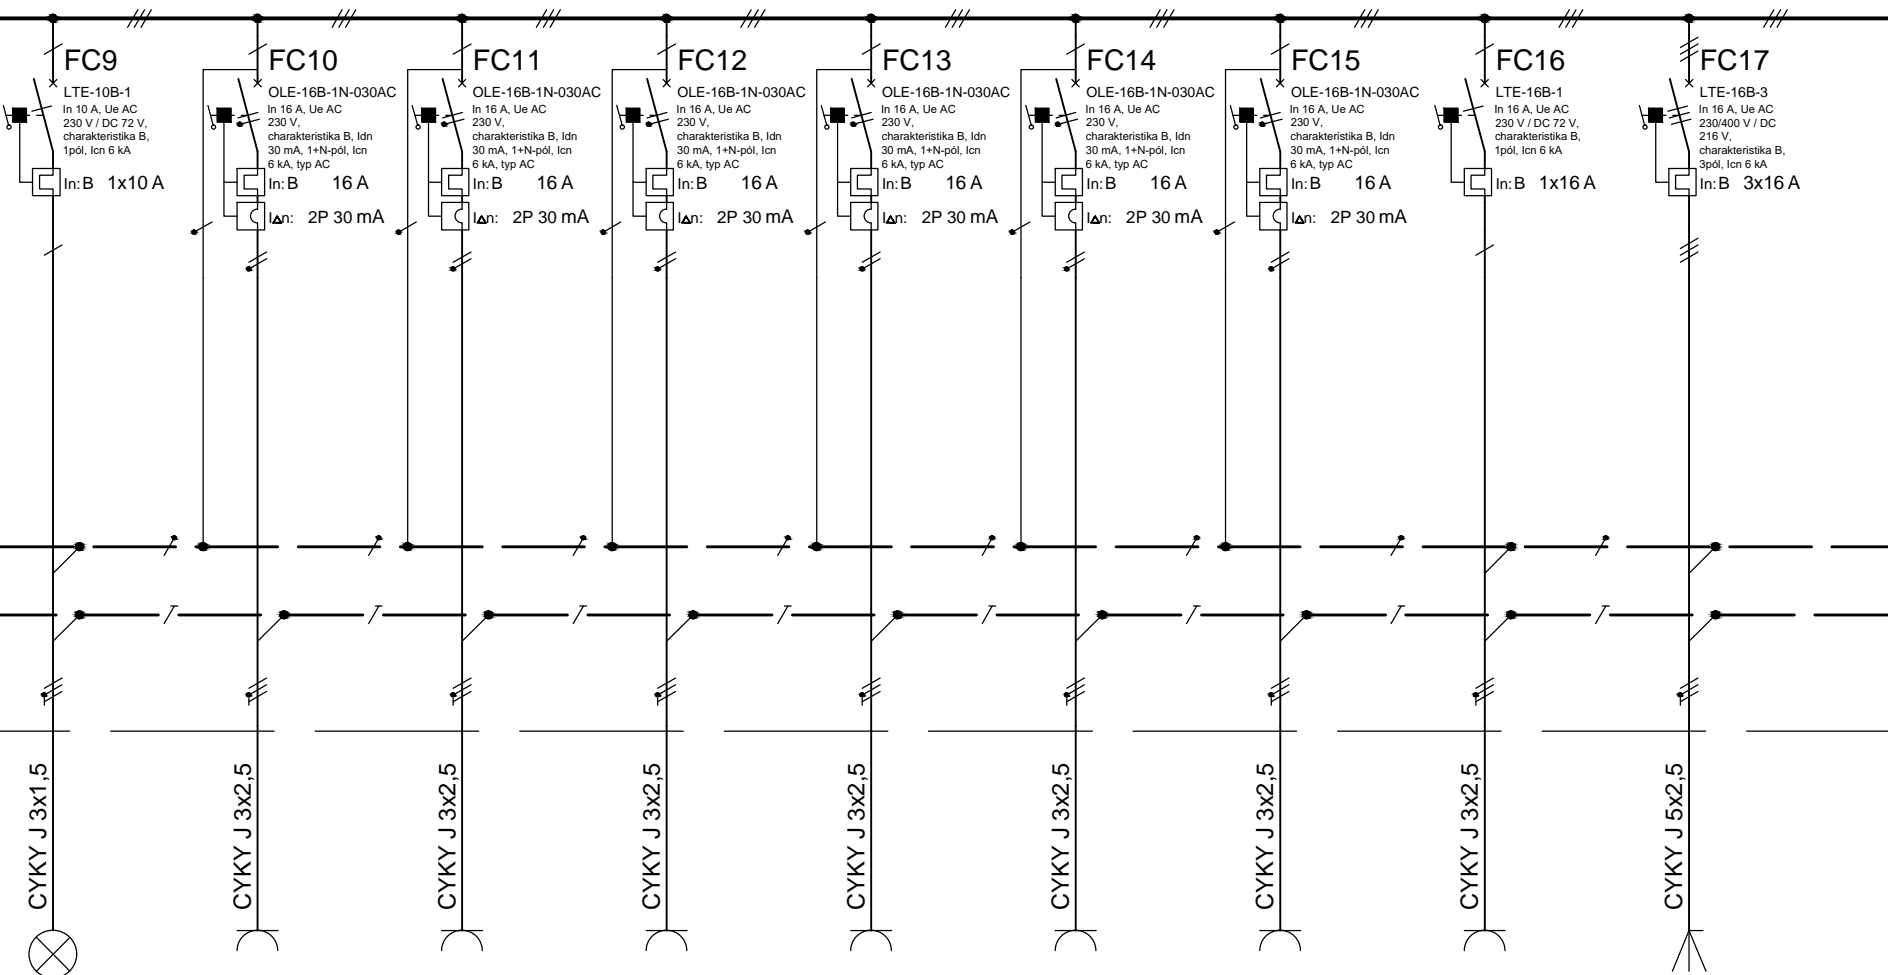 FC9
LTE-10B-1
In 10 A, Ue AC
230 V / DC 72 V,
charakteristika B,
1pól, Icn 6 kA
In: B 1x10 A
FC10
OLE-16B-1N-030AC
In 16 A, Ue AC
230 V,
charakteristika B, Idn
30 mA, 1+N-pól, Icn
6 kA, typ AC
In: B 16 A
I∆n: 2P 30 mA
FC11
OLE-16B-1N-030AC
In 16 A, Ue AC
230 V,
charakteristika B, Idn
30 mA, 1+N-pól, Icn
6 kA, typ AC
In: B 16 A
I∆n: 2P 30 mA
FC12
OLE-16B-1N-030AC
In 16 A, Ue AC
230 V,
charakteristika B, Idn
30 mA, 1+N-pól, Icn
6 kA, typ AC
In: B 16 A
I∆n: 2P 30 mA
FC13
OLE-16B-1N-030AC
In 16 A, Ue AC
230 V,
charakteristika B, Idn
30 mA, 1+N-pól, Icn
6 kA, typ AC
In: B 16 A
I∆n: 2P 30 mA
FC14
OLE-16B-1N-030AC
In 16 A, Ue AC
230 V,
charakteristika B, Idn
30 mA, 1+N-pól, Icn
6 kA, typ AC
In: B 16 A
I∆n: 2P 30 mA
FC15
OLE-16B-1N-030AC
In 16 A, Ue AC
230 V,
charakteristika B, Idn
30 mA, 1+N-pól, Icn
6 kA, typ AC
In: B 16 A
I∆n: 2P 30 mA
FC16
LTE-16B-1
In 16 A, Ue AC
230 V / DC 72 V,
charakteristika B,
1pól, Icn 6 kA
In: B 1x16 A
FC17
LTE-16B-3
In 16 A, Ue AC
230/400 V / DC
216 V,
charakteristika B,
3pól, Icn 6 kA
In: B 3x16 A
CYKY J 3x1,5
CYKY J 3x2,5
CYKY J 3x2,5
CYKY J 3x2,5
CYKY J 3x2,5
CYKY J 3x2,5
CYKY J 3x2,5
CYKY J 3x2,5
CYKY J 5x2,5